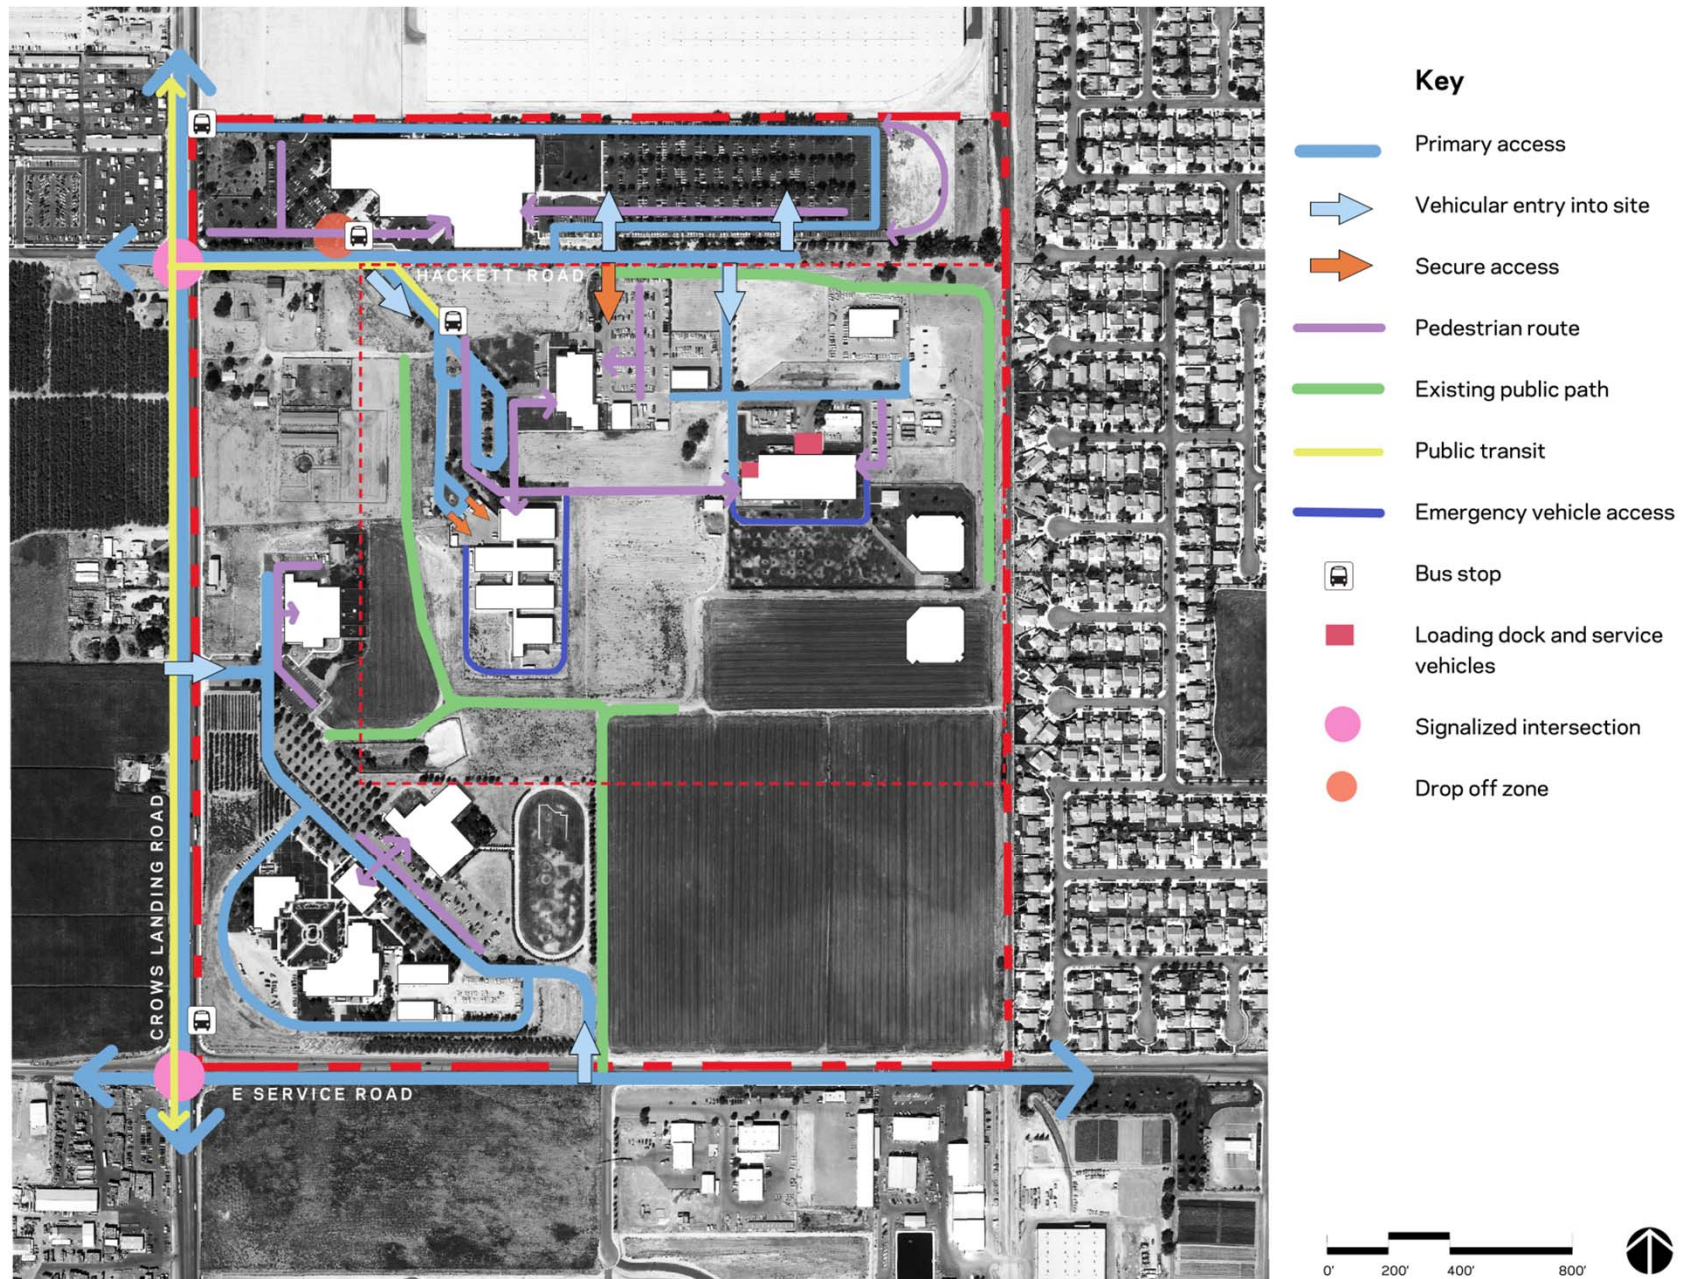 Key
Primary access
Vehicular entry into site
Secure access
Pedestrian route
Existing public path
Public transit
Emergency vehicle access
Bus stop
Loading dock and service
vehicles
Signalized intersection
Drop off zone
HACKETT ROAD
CROWS LANDING ROAD
E SERVICE ROAD
0' 200' 400' 800'